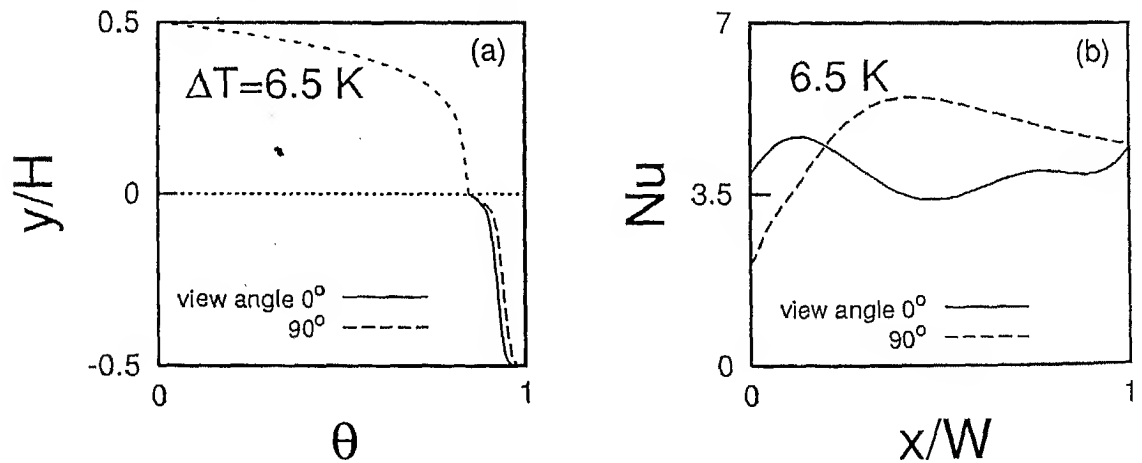 0.5
(a)
ΔT=6.5 K
y/H
0
view angle 0°
90°
-0.5
0
1
θ
7
(b)
6.5 K
Nu
3.5
view angle 0°
90°
0
0
1
x/W